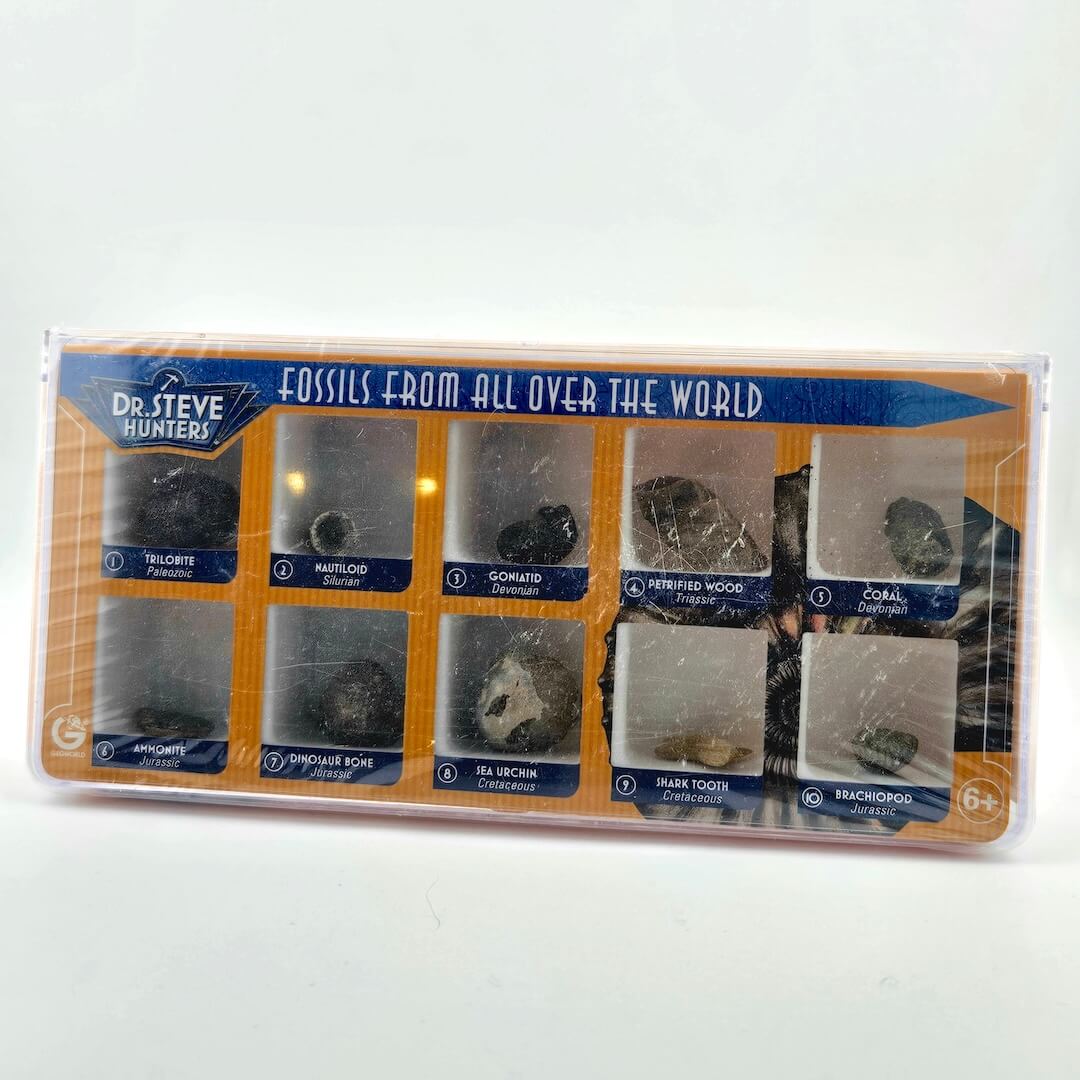 DR.STEVE
HUNTERS
FOSSILS FROM ALL OVER THE WORLD
1 TRILOBITE
Paleozoic
2 NAUTILOID
Silurian
3 GONIATID
Devonian
4 PETRIFIED WOOD
Triassic
5 CORAL
Devonian
6 AMMONITE
Jurassic
7 DINOSAUR BONE
Jurassic
8 SEA URCHIN
Cretaceous
9 SHARK TOOTH
Cretaceous
10 BRACHIOPOD
Jurassic
G
GEOWORLD
6+